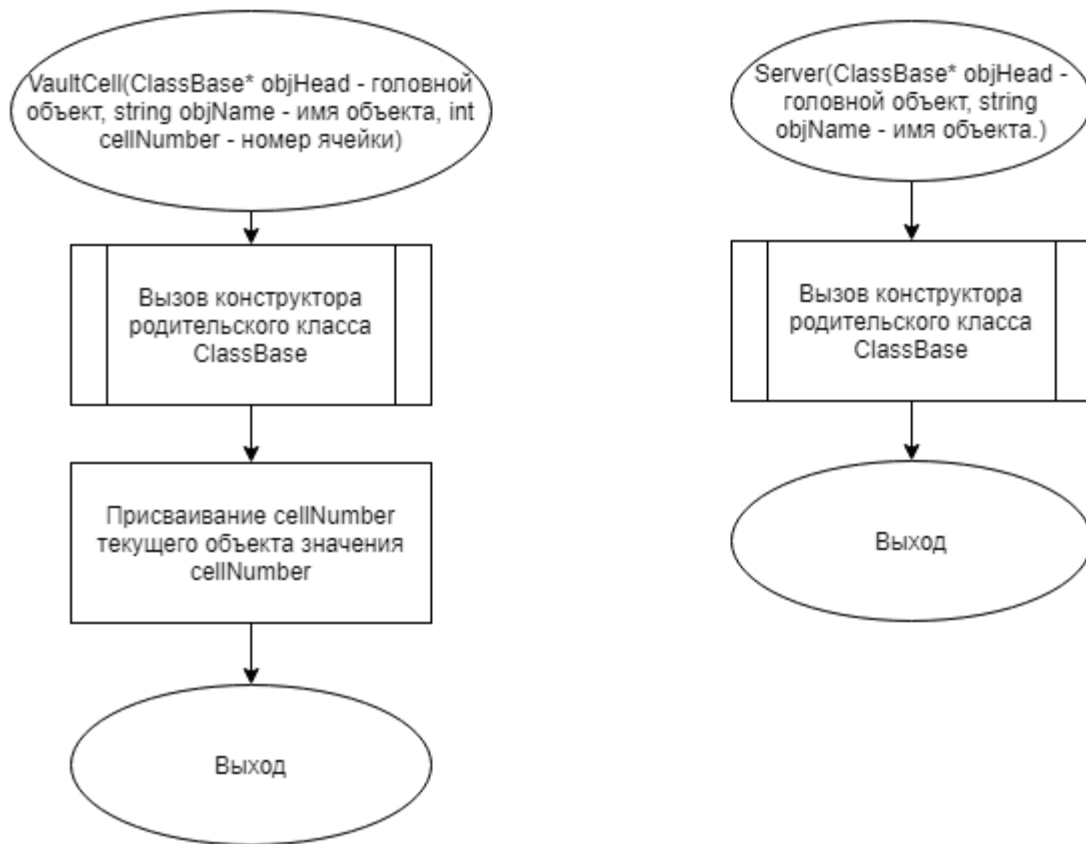 VaultCell(ClassBase* objHead - головной
объект, string objName - имя объекта, int
cellNumber - номер ячейки)
Вызов конструктора
родительского класса
ClassBase
Присваивание cellNumber
текущего объекта значения
cellNumber
Выход
Server(ClassBase* objHead -
головной объект, string
objName - имя объекта.)
Вызов конструктора
родительского класса
ClassBase
Выход